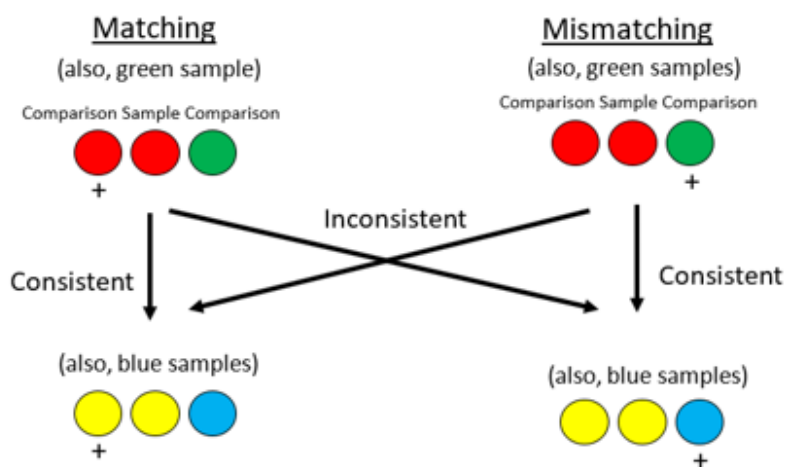 Matching
(also, green sample)
Comparison Sample Comparison
+
Mismatching
(also, green samples)
Comparison Sample Comparison
+
Inconsistent
Consistent
Consistent
(also, blue samples)
+
(also, blue samples)
+